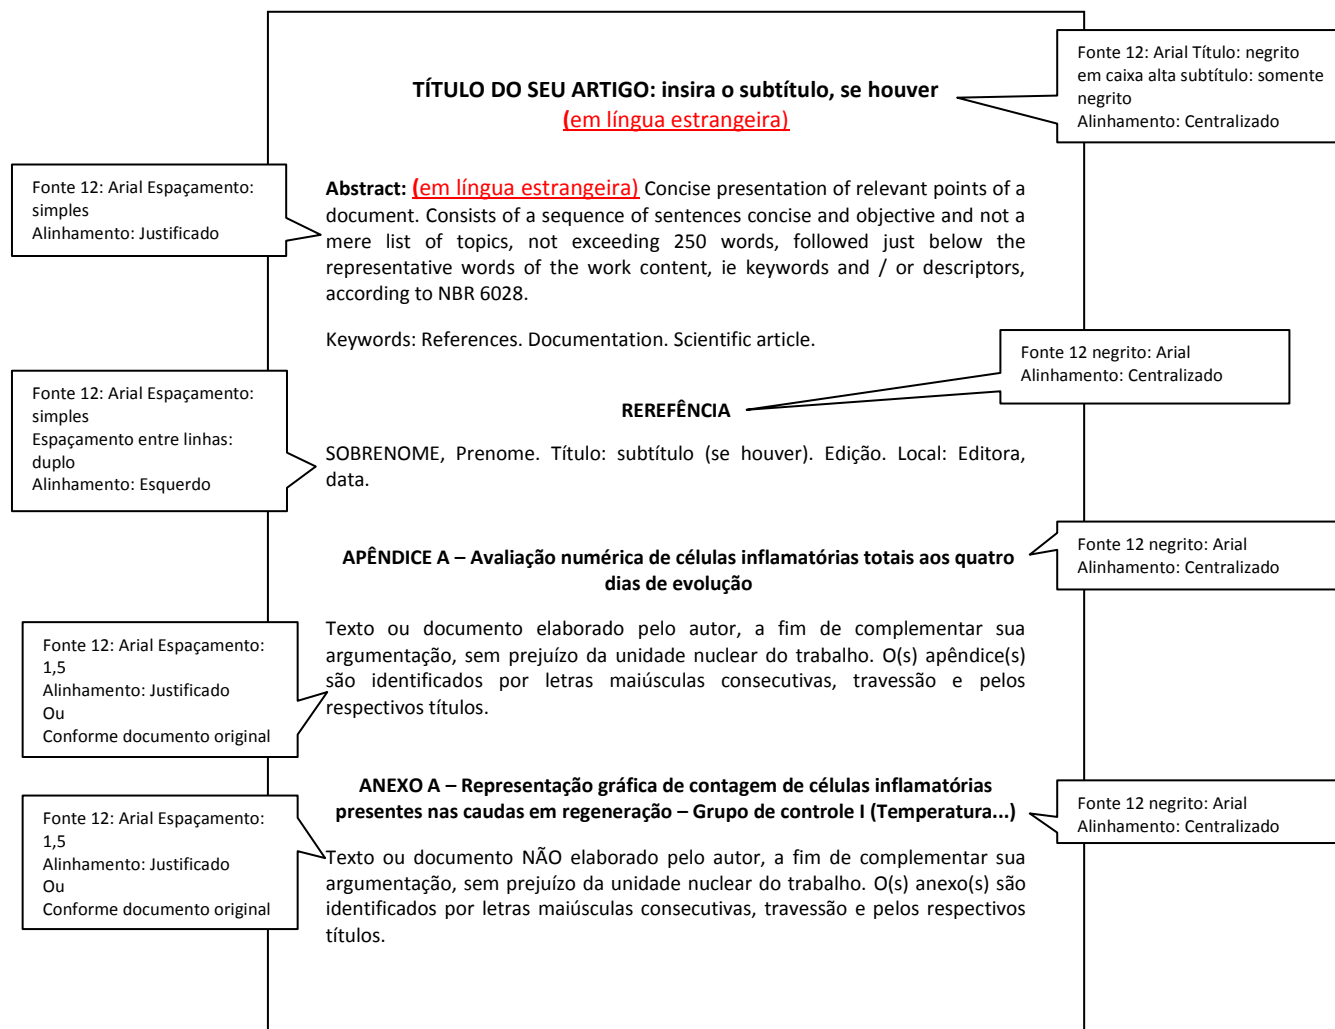 Fonte 12: Arial Título: negrito
em caixa alta subtítulo: somente
negrito
Alinhamento: Centralizado
TÍTULO DO SEU ARTIGO: insira o subtítulo, se houver
(em língua estrangeira)
Fonte 12: Arial Espaçamento:
simples
Alinhamento: Justificado
Abstract: (em língua estrangeira) Concise presentation of relevant points of a
document. Consists of a sequence of sentences concise and objective and not a
mere list of topics, not exceeding 250 words, followed just below the
representative words of the work content, ie keywords and / or descriptors,
according to NBR 6028.
Keywords: References. Documentation. Scientific article.
Fonte 12 negrito: Arial
Alinhamento: Centralizado
REREFÊNCIA
Fonte 12: Arial Espaçamento:
simples
Espaçamento entre linhas:
duplo
Alinhamento: Esquerdo
SOBRENOME, Prenome. Título: subtítulo (se houver). Edição. Local: Editora,
data.
APÊNDICE A – Avaliação numérica de células inflamatórias totais aos quatro
dias de evolução
Fonte 12 negrito: Arial
Alinhamento: Centralizado
Fonte 12: Arial Espaçamento:
1,5
Alinhamento: Justificado
Ou
Conforme documento original
Texto ou documento elaborado pelo autor, a fim de complementar sua
argumentação, sem prejuízo da unidade nuclear do trabalho. O(s) apêndice(s)
são identificados por letras maiúsculas consecutivas, travessão e pelos
respectivos títulos.
ANEXO A – Representação gráfica de contagem de células inflamatórias
presentes nas caudas em regeneração – Grupo de controle I (Temperatura...)
Fonte 12 negrito: Arial
Alinhamento: Centralizado
Fonte 12: Arial Espaçamento:
1,5
Alinhamento: Justificado
Ou
Conforme documento original
Texto ou documento NÃO elaborado pelo autor, a fim de complementar sua
argumentação, sem prejuízo da unidade nuclear do trabalho. O(s) anexo(s) são
identificados por letras maiúsculas consecutivas, travessão e pelos respectivos
títulos.